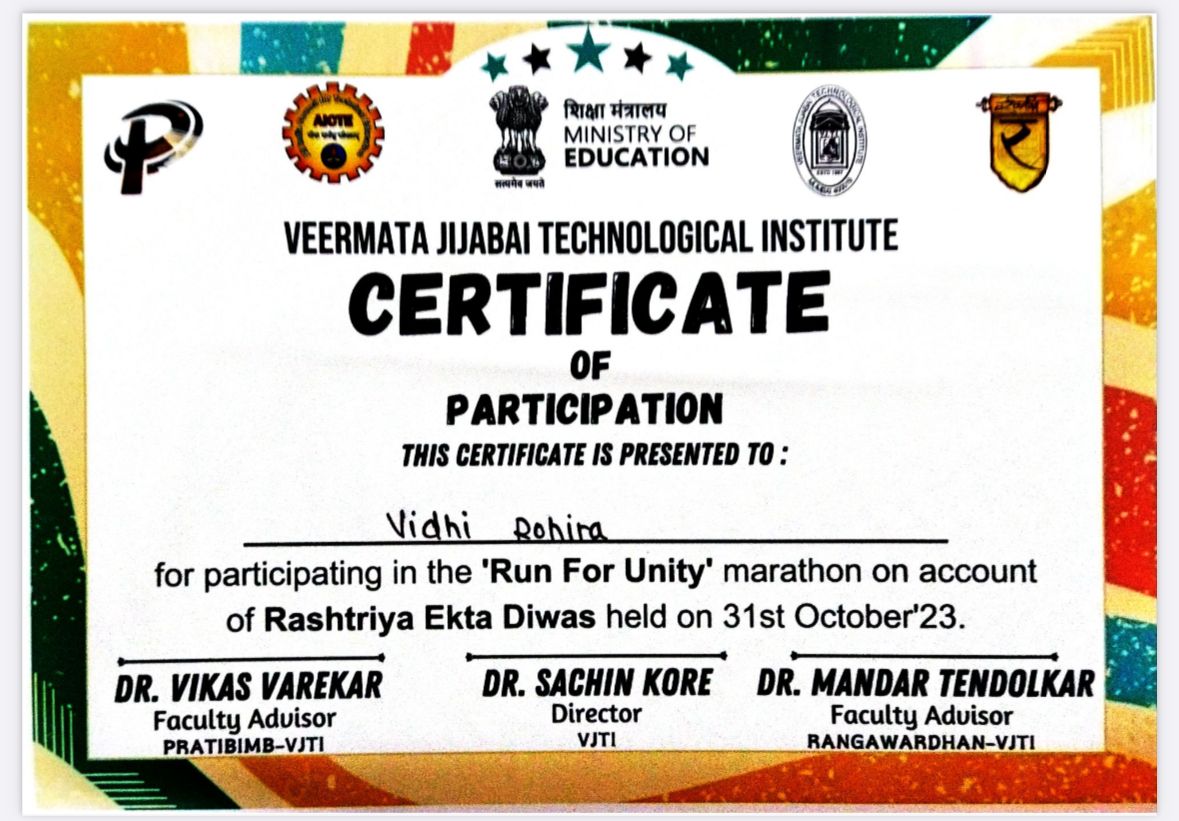 AICTE
शिक्षा मंत्रालय
MINISTRY OF
EDUCATION
सत्यमेव जयते
VEERMATA JIJABAI TECHNOLOGICAL INSTITUTE
CERTIFICATE
OF
PARTICIPATION
THIS CERTIFICATE IS PRESENTED TO :
Vidhi Rohira
for participating in the 'Run For Unity' marathon on account
of Rashtriya Ekta Diwas held on 31st October'23.
DR. VIKAS VAREKAR
Faculty Advisor
PRATIBIMB-VJTI
DR. SACHIN KORE
Director
VJTI
DR. MANDAR TENDOLKAR
Faculty Advisor
RANGAWARDHAN-VJTI